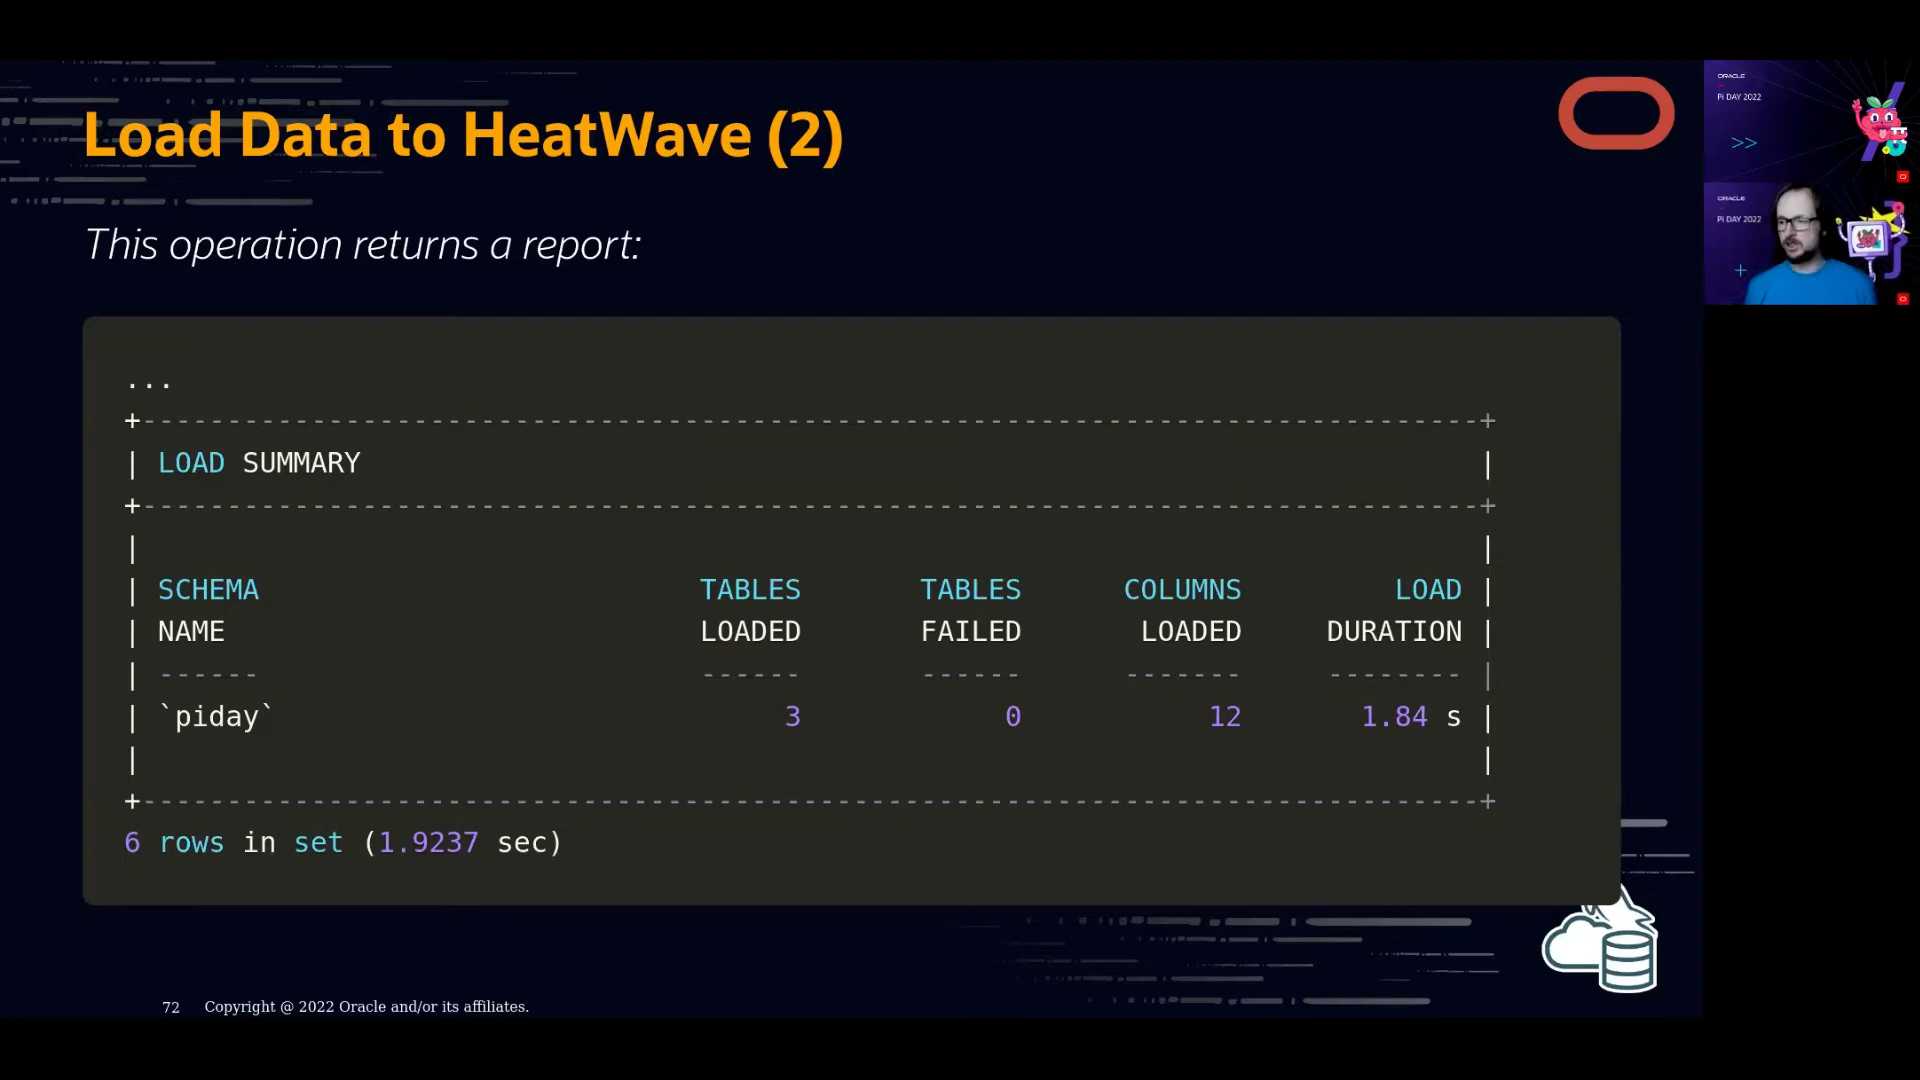 Load Data to HeatWave (2)
This operation returns a report:
...
+--------------------------------------------------------------------------------+
| LOAD SUMMARY |
+--------------------------------------------------------------------------------+
| |
| SCHEMA TABLES TABLES COLUMNS LOAD |
| NAME LOADED FAILED LOADED DURATION |
| ------ ------ ------ ------- -------- |
| `piday` 3 0 12 1.84 s |
| |
+--------------------------------------------------------------------------------+
6 rows in set (1.9237 sec)
72 Copyright @ 2022 Oracle and/or its affiliates.
ORACLE
Pi DAY 2022
>>
ORACLE
Pi DAY 2022
+